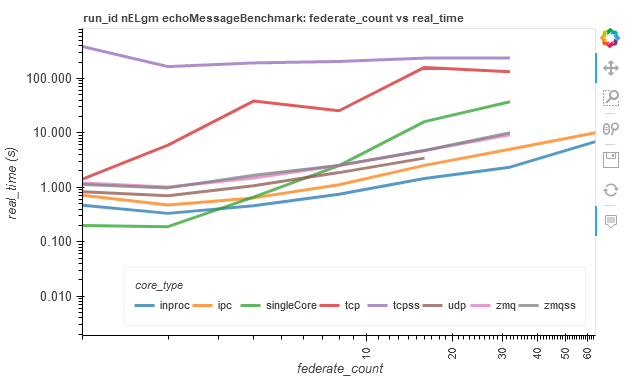 run_id nELgm echoMessageBenchmark: federate_count vs real_time
real_time (s)
100.000
10.000
1.000
0.100
0.010
core_type
inproc ipc singleCore tcp tcpss udp zmq zmqss
10 20 30 40 50 60
federate_count